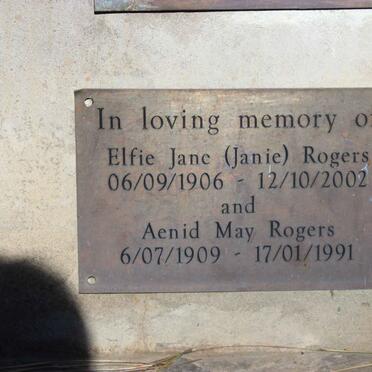 In loving memory of
Elfie Jane (Janie) Rogers
06/09/1906 - 12/10/2002
and
Aenid May Rogers
6/07/1909 - 17/01/1991